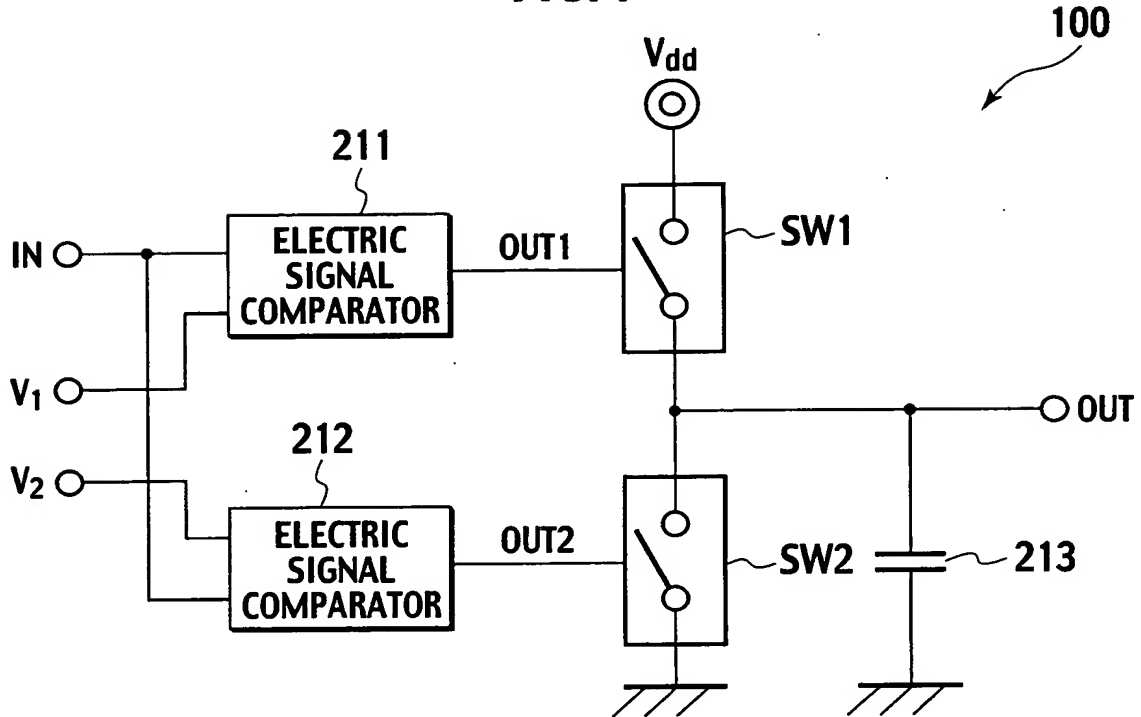 100
Vdd
211
IN
ELECTRIC
SIGNAL
COMPARATOR
OUT1
SW1
V1
OUT
V2
212
ELECTRIC
SIGNAL
COMPARATOR
OUT2
SW2
213